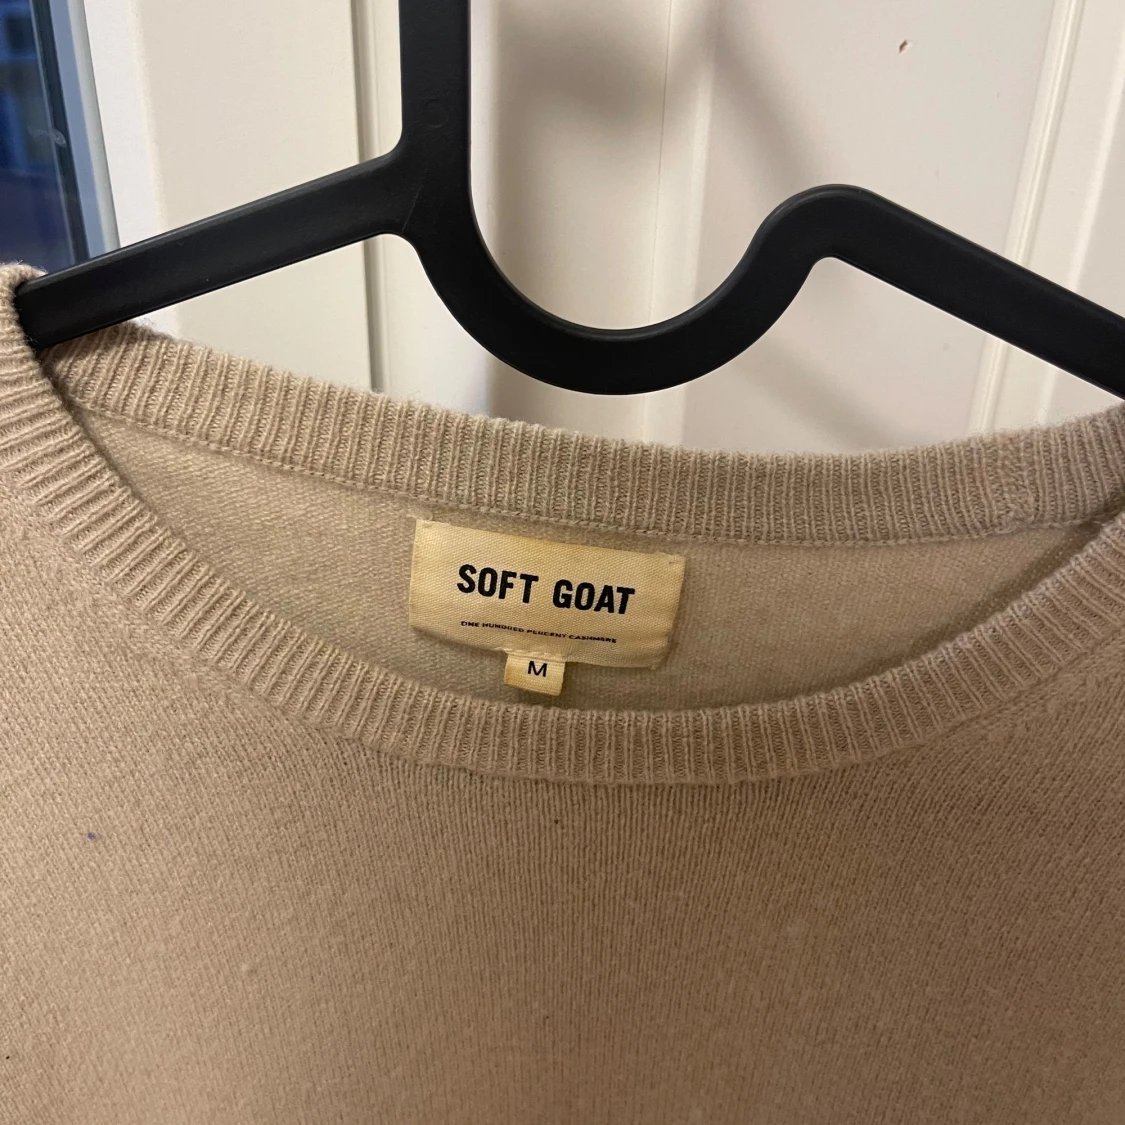 SOFT GOAT
ONE HUNDRED PERCENT CASHMERE
M